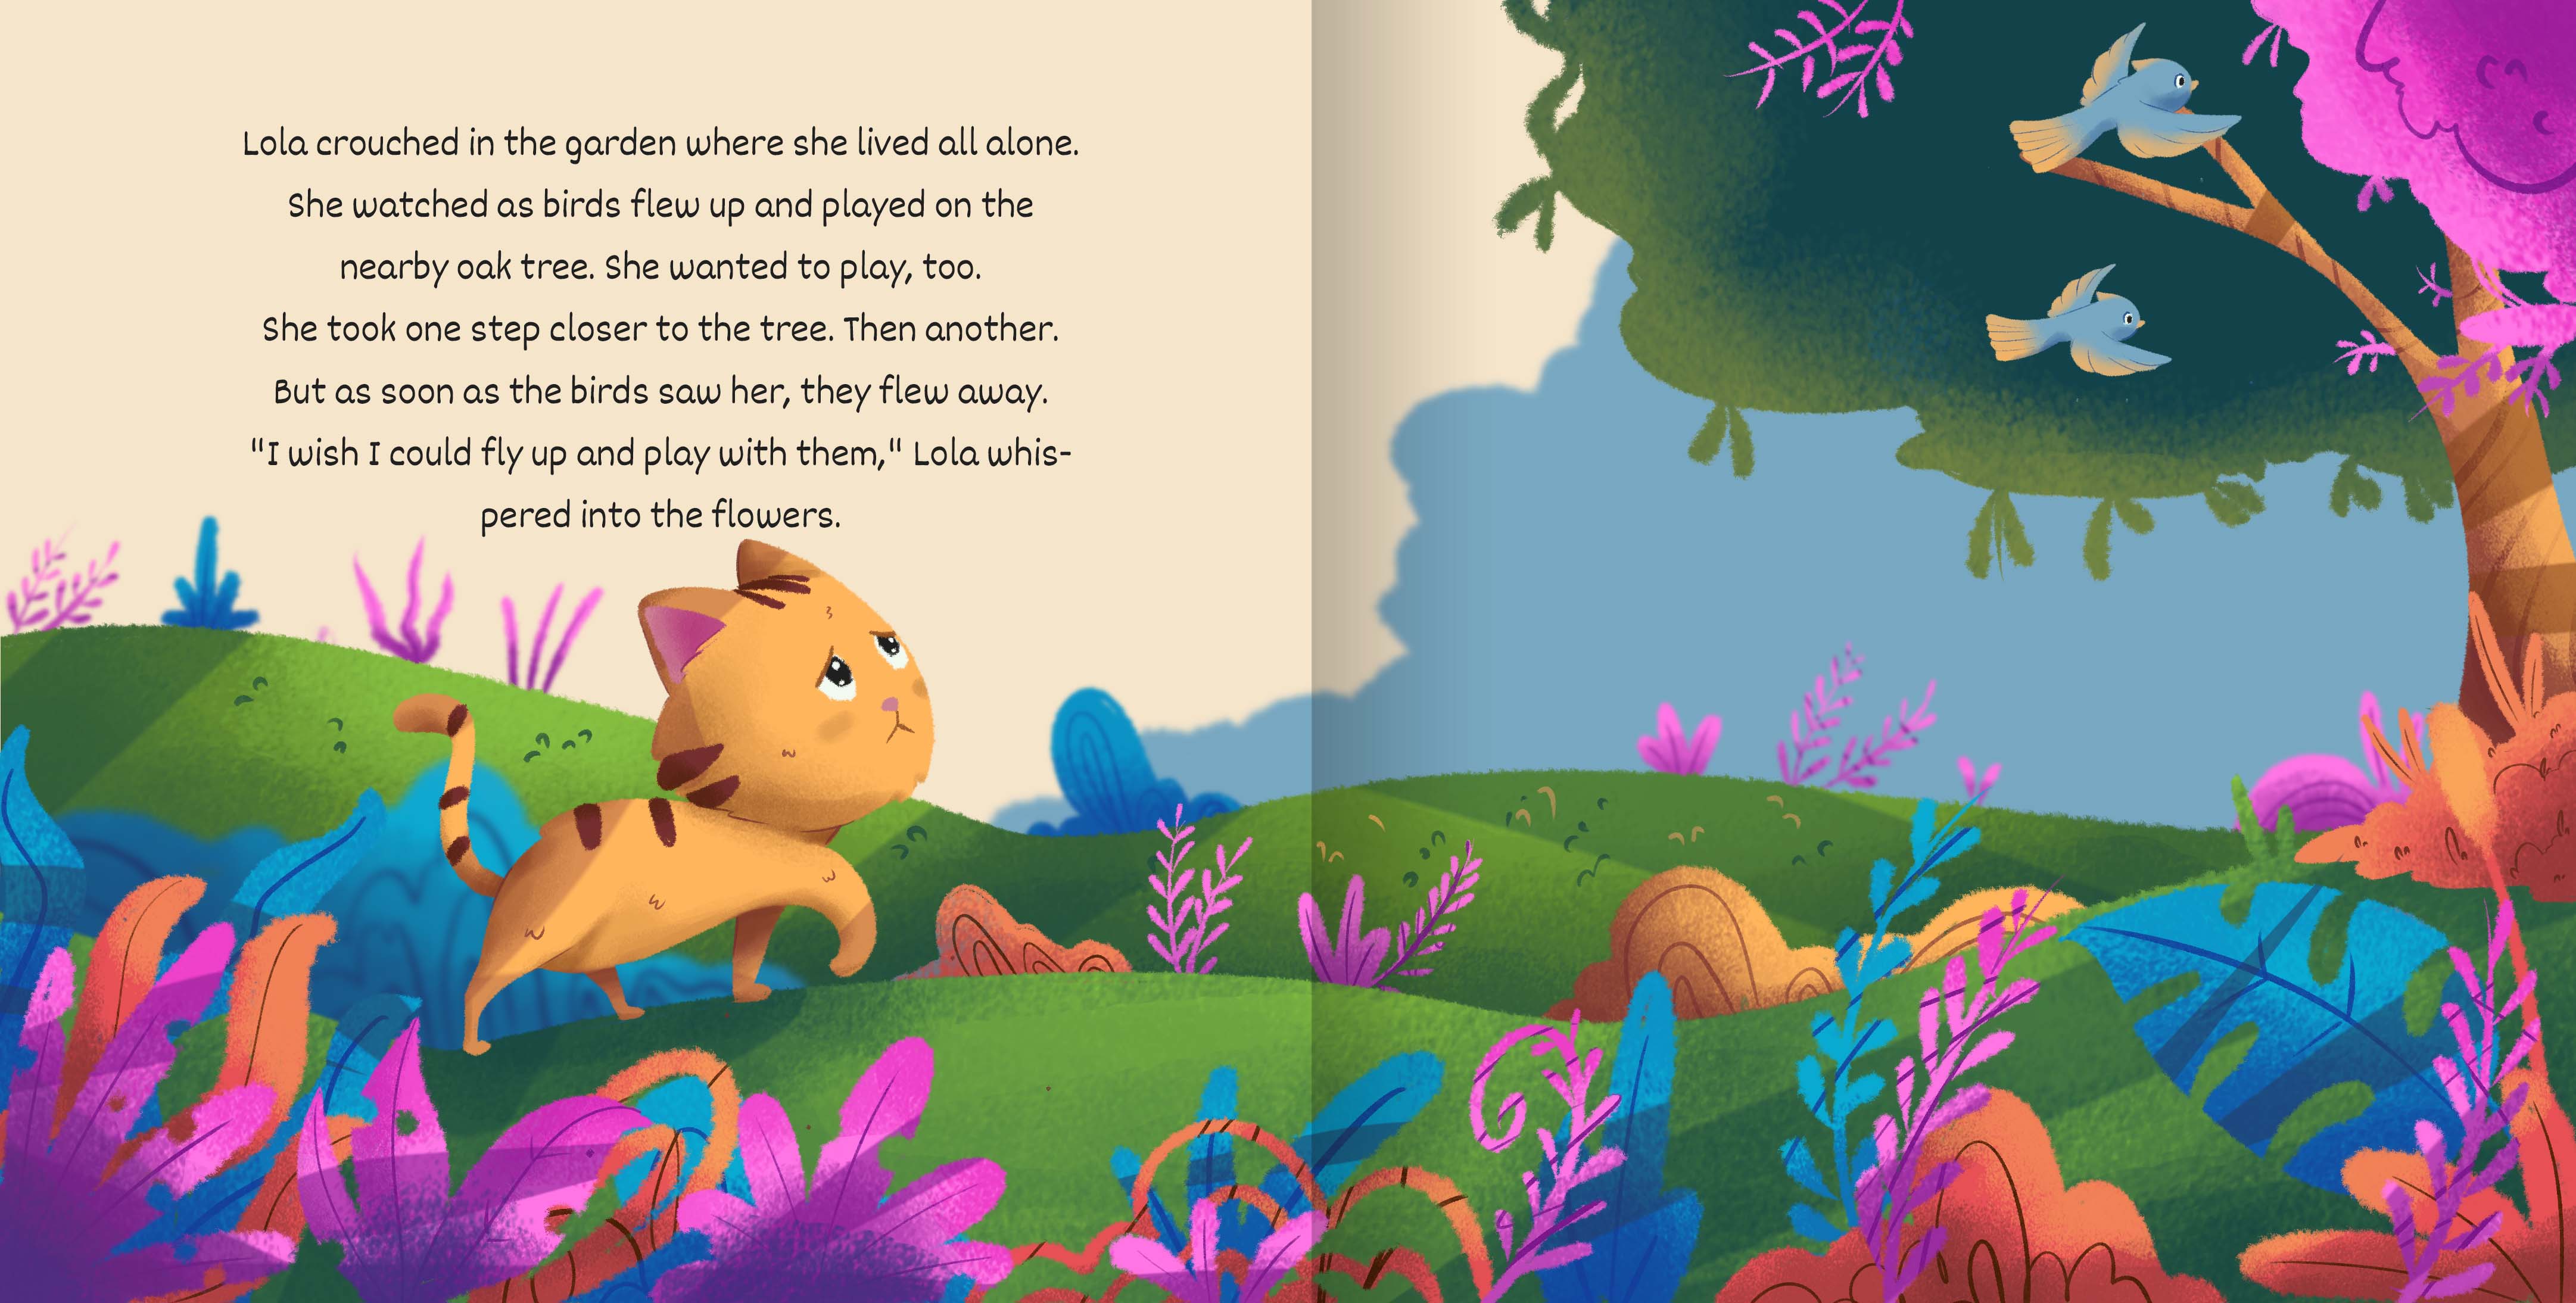 Lola crouched in the garden where she lived all alone.
She watched as birds flew up and played on the
nearby oak tree. She wanted to play, too.
She took one step closer to the tree. Then another.
But as soon as the birds saw her, they flew away.
"I wish I could fly up and play with them," Lola whis-
pered into the flowers.